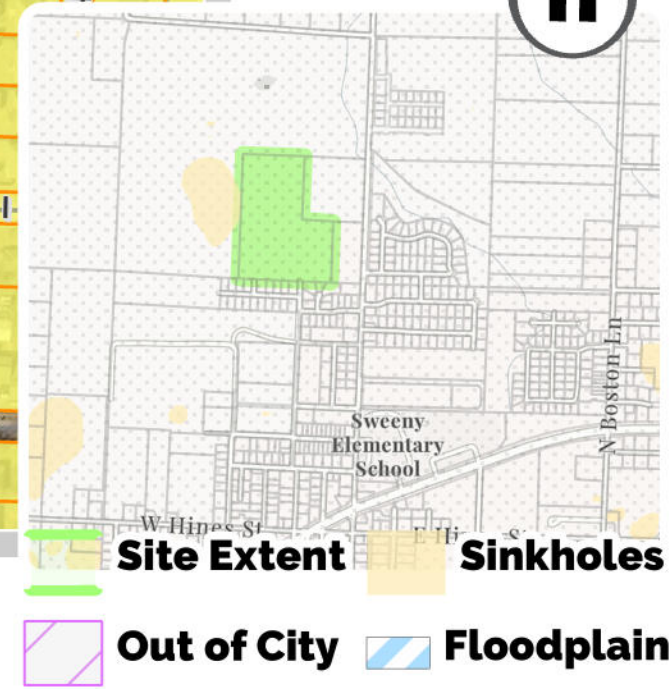 Sweeny
Elementary
School
N Boston Ln
W Hines St
Site Extent
Sinkholes
Out of City
Floodplain